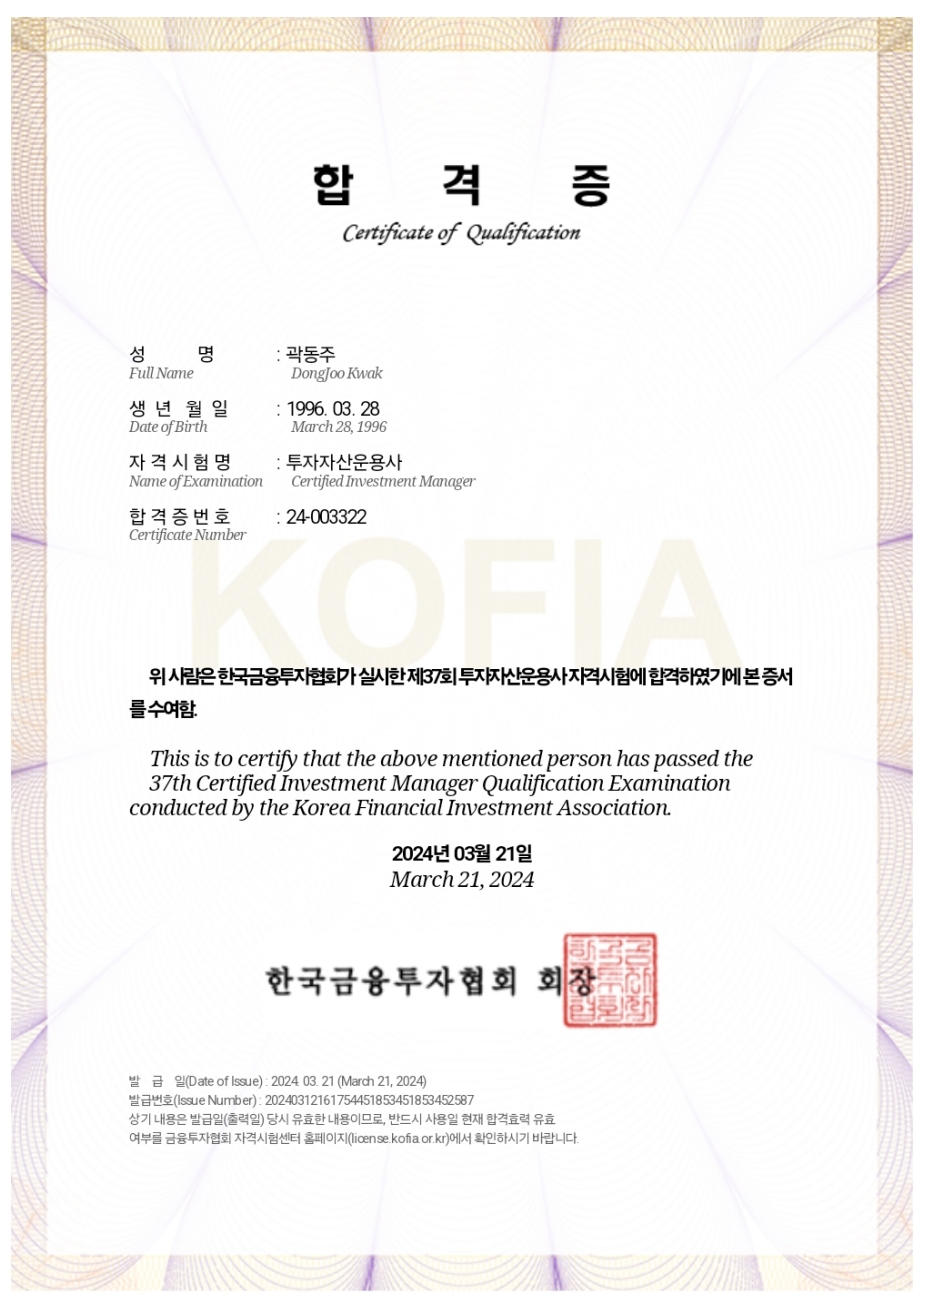 합 격 증
Certificate of Qualification
성 명 : 곽동주
Full Name DongJoo Kwak
생 년 월 일 : 1996. 03. 28
Date of Birth March 28, 1996
자 격 시 험 명 : 투자자산운용사
Name of Examination Certified Investment Manager
합 격 증 번 호 : 24-003322
Certificate Number
KOFIA
위 사람은 한국금융투자협회가 실시한 제37회 투자자산운용사 자격시험에 합격하였기에 본 증서
를 수여함.
This is to certify that the above mentioned person has passed the
37th Certified Investment Manager Qualification Examination
conducted by the Korea Financial Investment Association.
2024년 03월 21일
March 21, 2024
한국금융투자협회 회장
발 급 일(Date of Issue) : 2024. 03. 21 (March 21, 2024)
발급번호(Issue Number) : 20240312161754451853451853452587
상기 내용은 발급일(출력일) 당시 유효한 내용이므로, 반드시 사용일 현재 합격효력 유효
여부를 금융투자협회 자격시험센터 홈페이지(license.kofia.or.kr)에서 확인하시기 바랍니다.